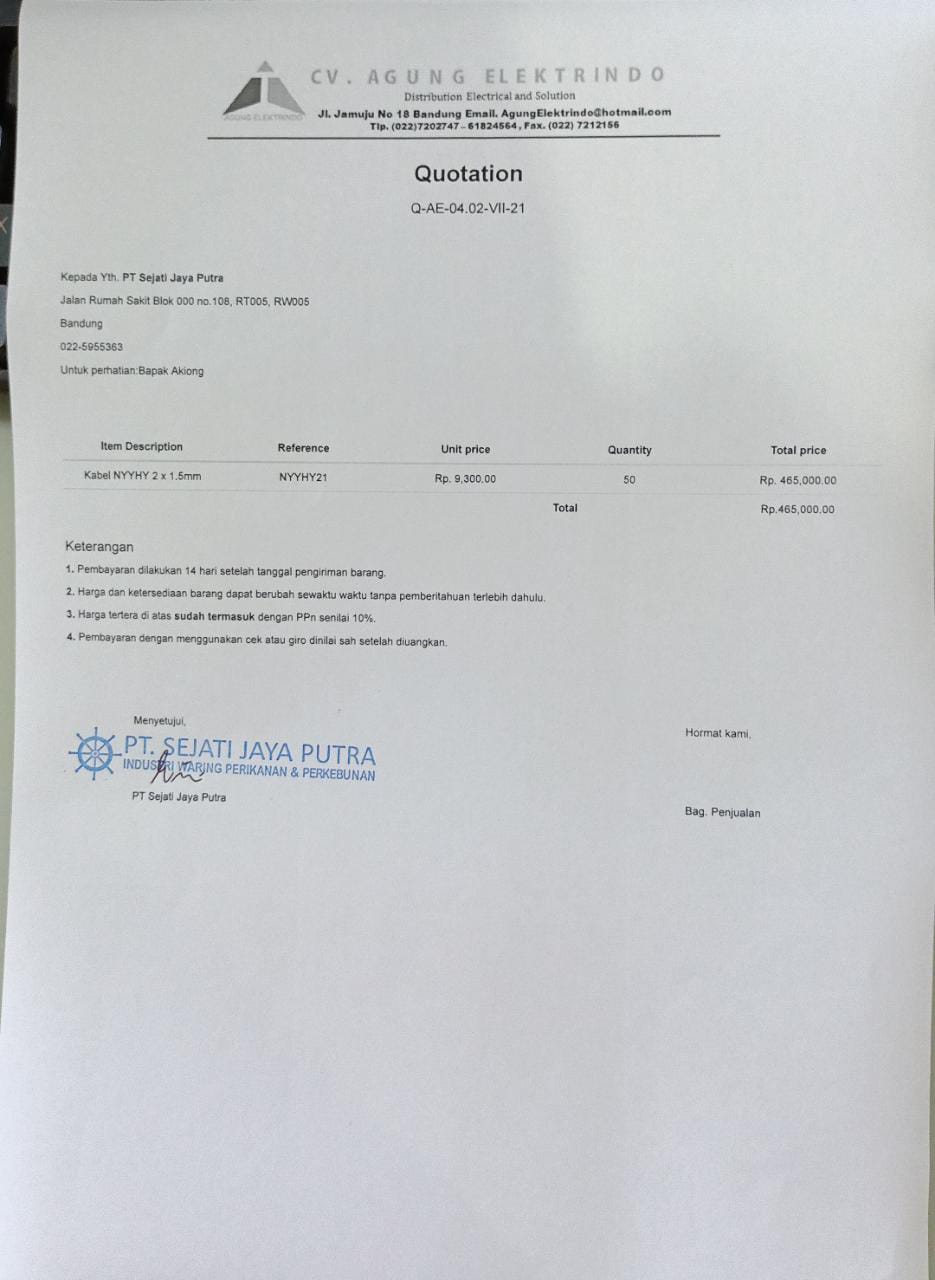 CV. AGUNG ELEKTRINDO
Distribution Electrical and Solution
AGUNG ELEKTRINDO
Jl. Jamuju No 18 Bandung Email. AgungElektrindo@hotmail.com
Tlp. (022)7202747 – 61824564, Fax. (022) 7212156
Quotation
Q-AE-04.02-VII-21
Kepada Yth. PT Sejati Jaya Putra
Jalan Rumah Sakit Blok 000 no.108, RT005, RW005
Bandung
022-5955363
Untuk perhatian:Bapak Akiong
Item Description Reference Unit price Quantity Total price
Kabel NYYHY 2 x 1.5mm NYYHY21 Rp. 9,300.00 50 Rp. 465,000.00
Total Rp.465,000.00
Keterangan
1. Pembayaran dilakukan 14 hari setelah tanggal pengiriman barang.
2. Harga dan ketersediaan barang dapat berubah sewaktu waktu tanpa pemberitahuan terlebih dahulu.
3. Harga tertera di atas sudah termasuk dengan PPn senilai 10%.
4. Pembayaran dengan menggunakan cek atau giro dinilai sah setelah diuangkan.
Menyetujui,
PT. SEJATI JAYA PUTRA
INDUSTRI WARING PERIKANAN & PERKEBUNAN
PT Sejati Jaya Putra
Hormat kami,
Bag. Penjualan